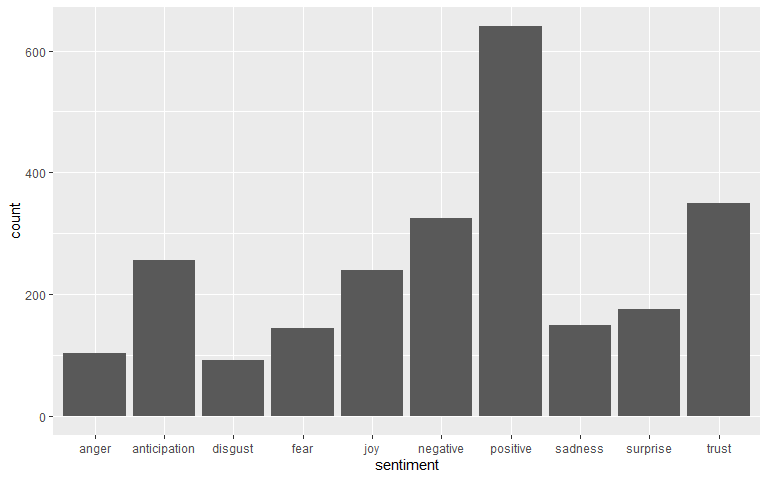 600
400
200
0
count
anger anticipation disgust fear joy negative positive sadness surprise trust
sentiment